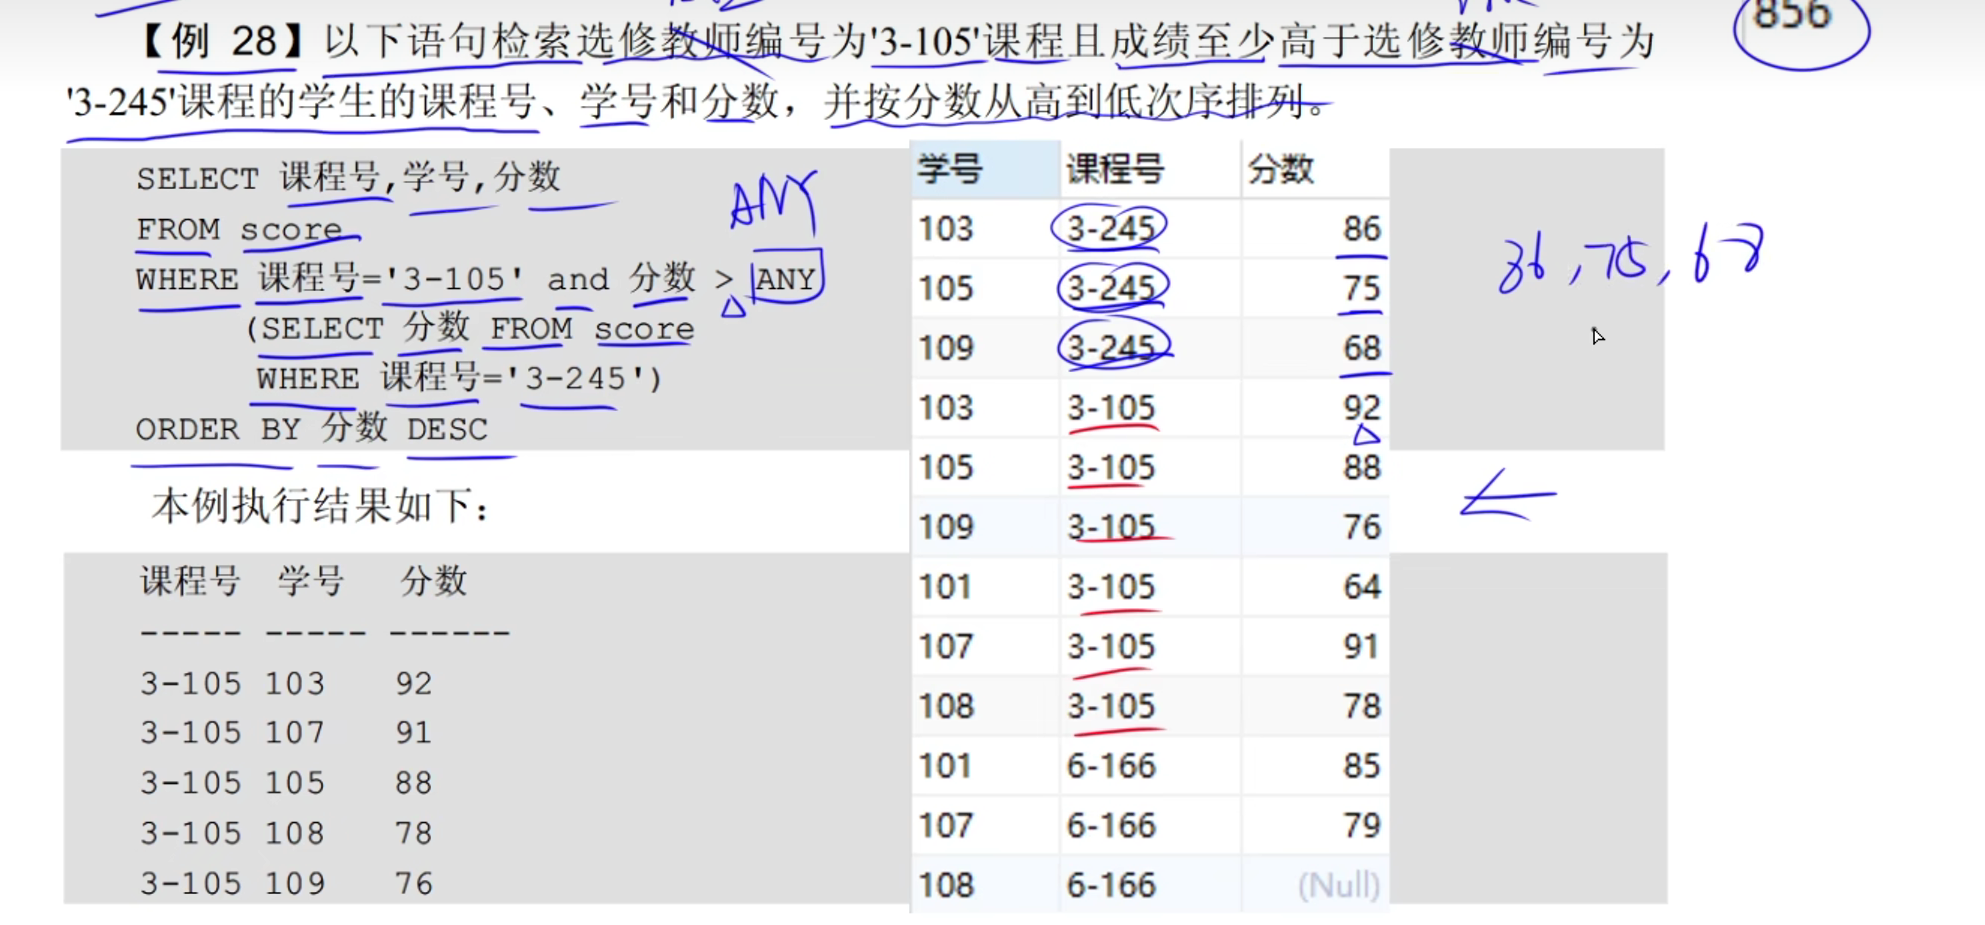 856
【例 28】以下语句检索选修教师编号为'3-105'课程且成绩至少高于选修教师编号为
'3-245'课程的学生的课程号、学号和分数，并按分数从高到低次序排列。
SELECT 课程号,学号,分数
FROM score
WHERE 课程号='3-105' and 分数 > ANY
(SELECT 分数 FROM score
WHERE 课程号='3-245')
ORDER BY 分数 DESC
ANY
本例执行结果如下：
课程号 学号 分数
----- ----- ------
3-105 103 92
3-105 107 91
3-105 105 88
3-105 108 78
3-105 109 76
学号 课程号 分数
103 3-245 86
105 3-245 75
109 3-245 68
103 3-105 92
105 3-105 88
109 3-105 76
101 3-105 64
107 3-105 91
108 3-105 78
101 6-166 85
107 6-166 79
108 6-166 (Null)
86,75,68